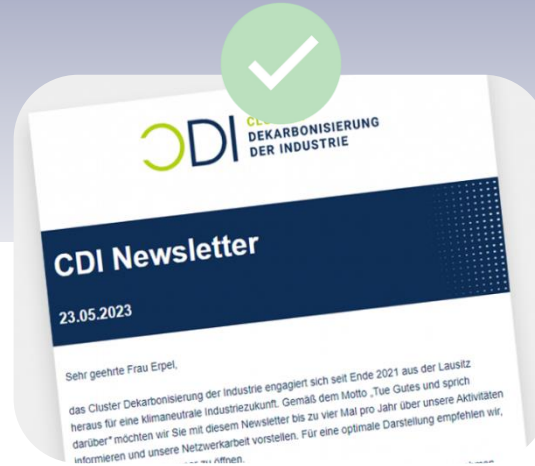 CDI
DEKARBONISIERUNG
DER INDUSTRIE
CDI Newsletter
23.05.2023
Sehr geehrte Frau Erpel,
das Cluster Dekarbonisierung der Industrie engagiert sich seit Ende 2021 aus der Lausitz
heraus für eine klimaneutrale Industriezukunft. Gemäß dem Motto „Tue Gutes und sprich
darüber" möchten wir Sie mit diesem Newsletter bis zu vier Mal pro Jahr über unsere Aktivitäten
informieren und unsere Netzwerkarbeit vorstellen. Für eine optimale Darstellung empfehlen wir,
zu öffnen.